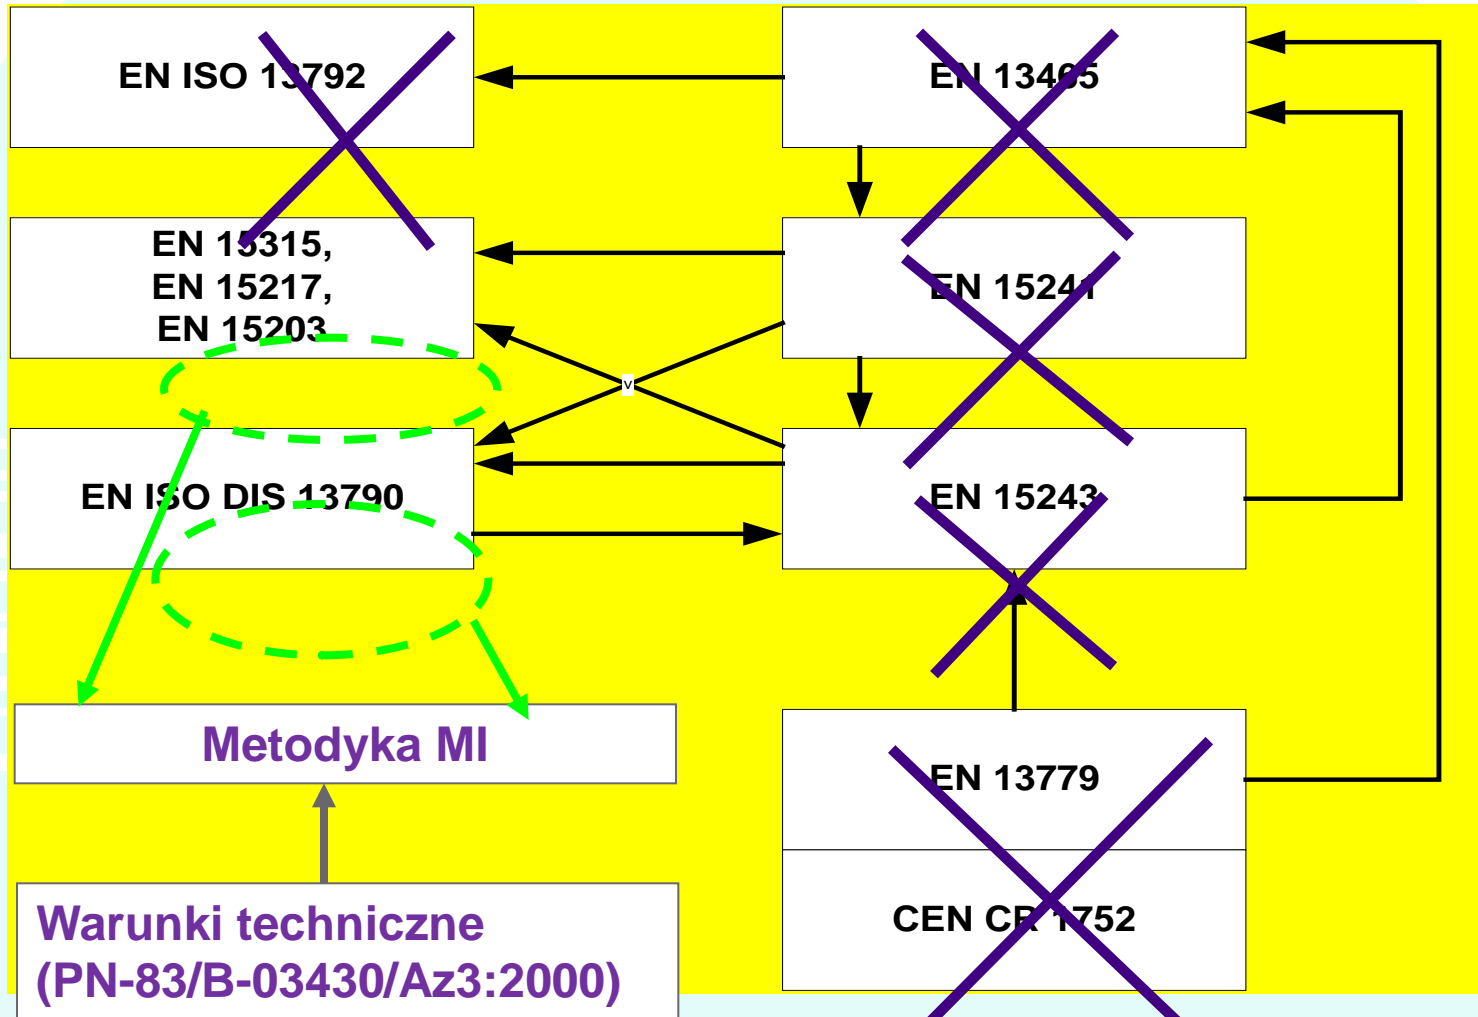 EN ISO 13792
EN 13465
EN 15315,
EN 15217,
EN 15203
EN 15241
v
EN ISO DIS 13790
EN 15243
Metodyka MI
EN 13779
CEN CR 1752
Warunki techniczne
(PN-83/B-03430/Az3:2000)